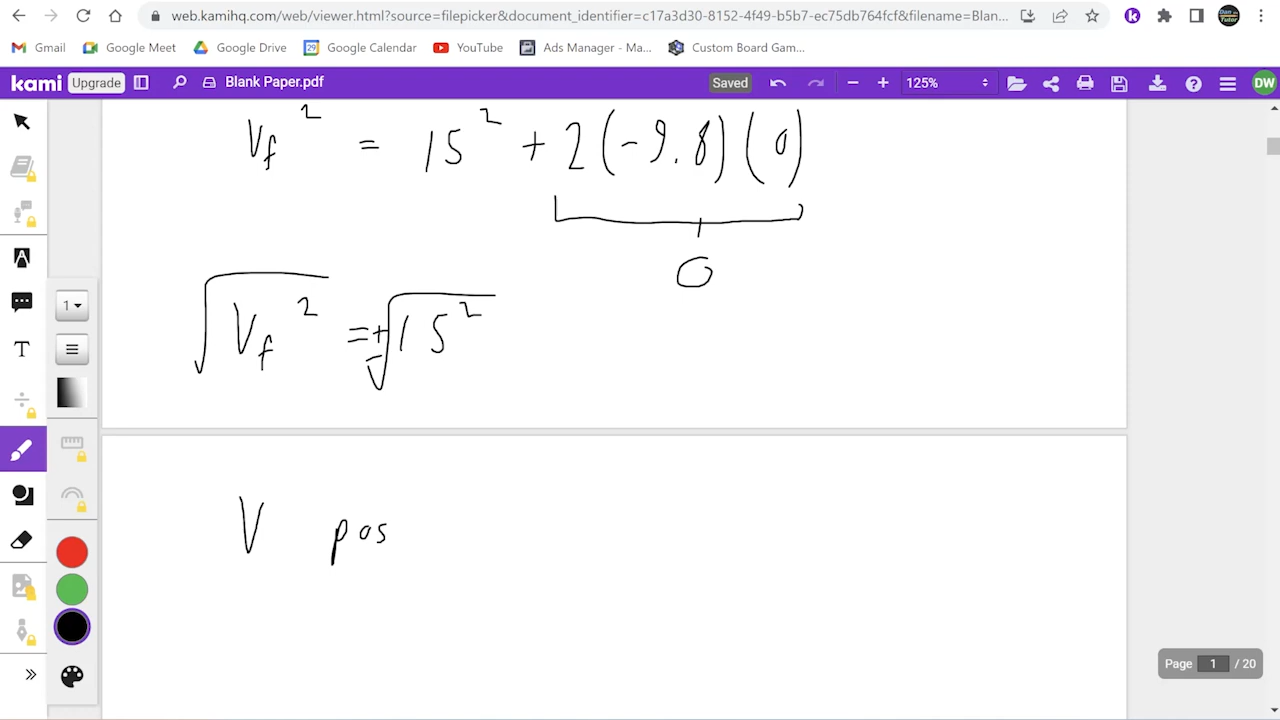 web.kamihq.com/web/viewer.html?source=filepicker&document_identifier=c17a3d30-8152-4f49-b5b7-ec75db764fcf&filename=Blan...
Gmail Google Meet Google Drive 29 Google Calendar YouTube Ads Manager - Ma... Custom Board Gam...
kami Upgrade Blank Paper.pdf Saved 125% DW
Vf² = 15² + 2(-9.8)(0)
0
√Vf² = ±√15²
1
V pos
Page 1 / 20